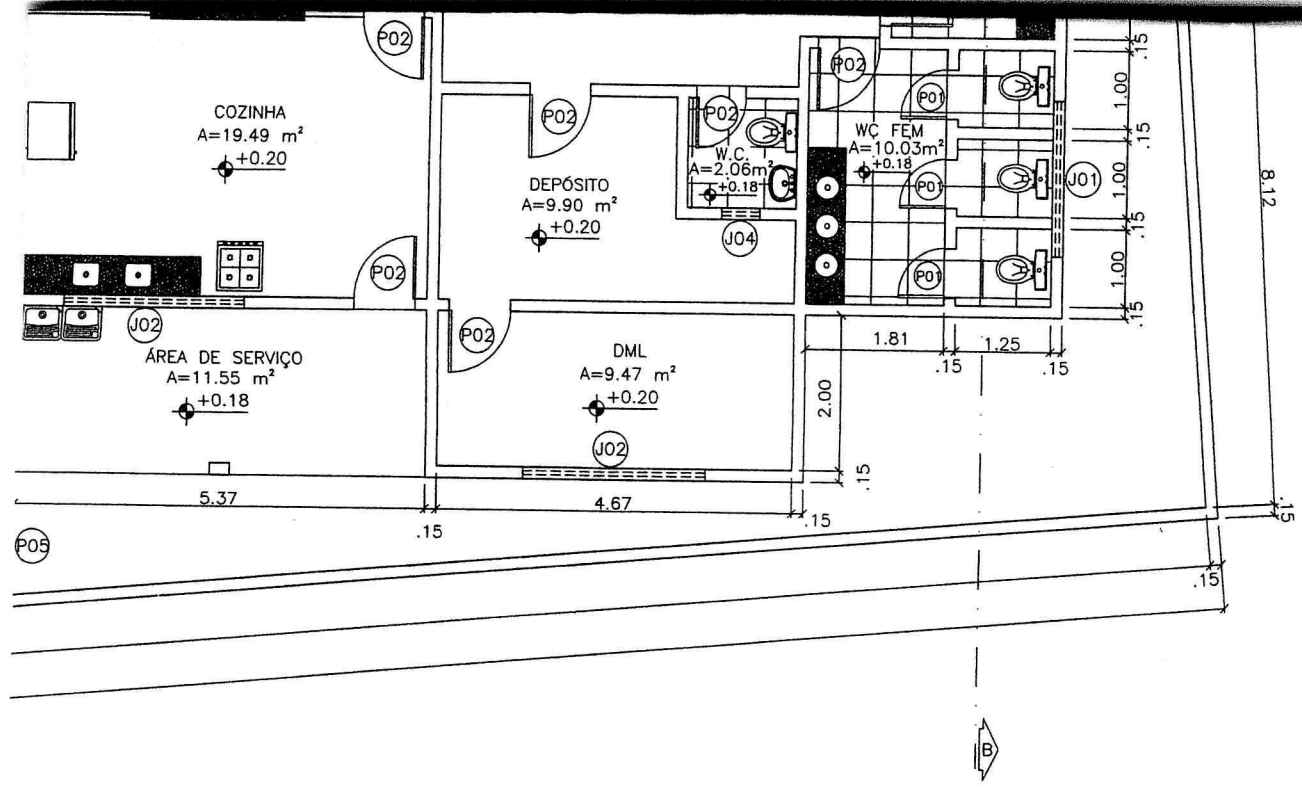 P02
COZINHA
A=19.49 m²
+0.20
P02
J02
ÁREA DE SERVIÇO
A=11.55 m²
+0.18
P02
DEPÓSITO
A=9.90 m²
+0.20
P02
W.C.
A=2.06m²
+0.18
J04
P02
WC FEM
A=10.03m²
+0.18
P01
P01
P01
J01
P02
DML
A=9.47 m²
+0.20
J02
.15
1.00
.15
1.00
.15
1.00
.15
8.12
1.81
1.25
.15
.15
2.00
.15
5.37
4.67
.15
.15
.15
.15
P05
B